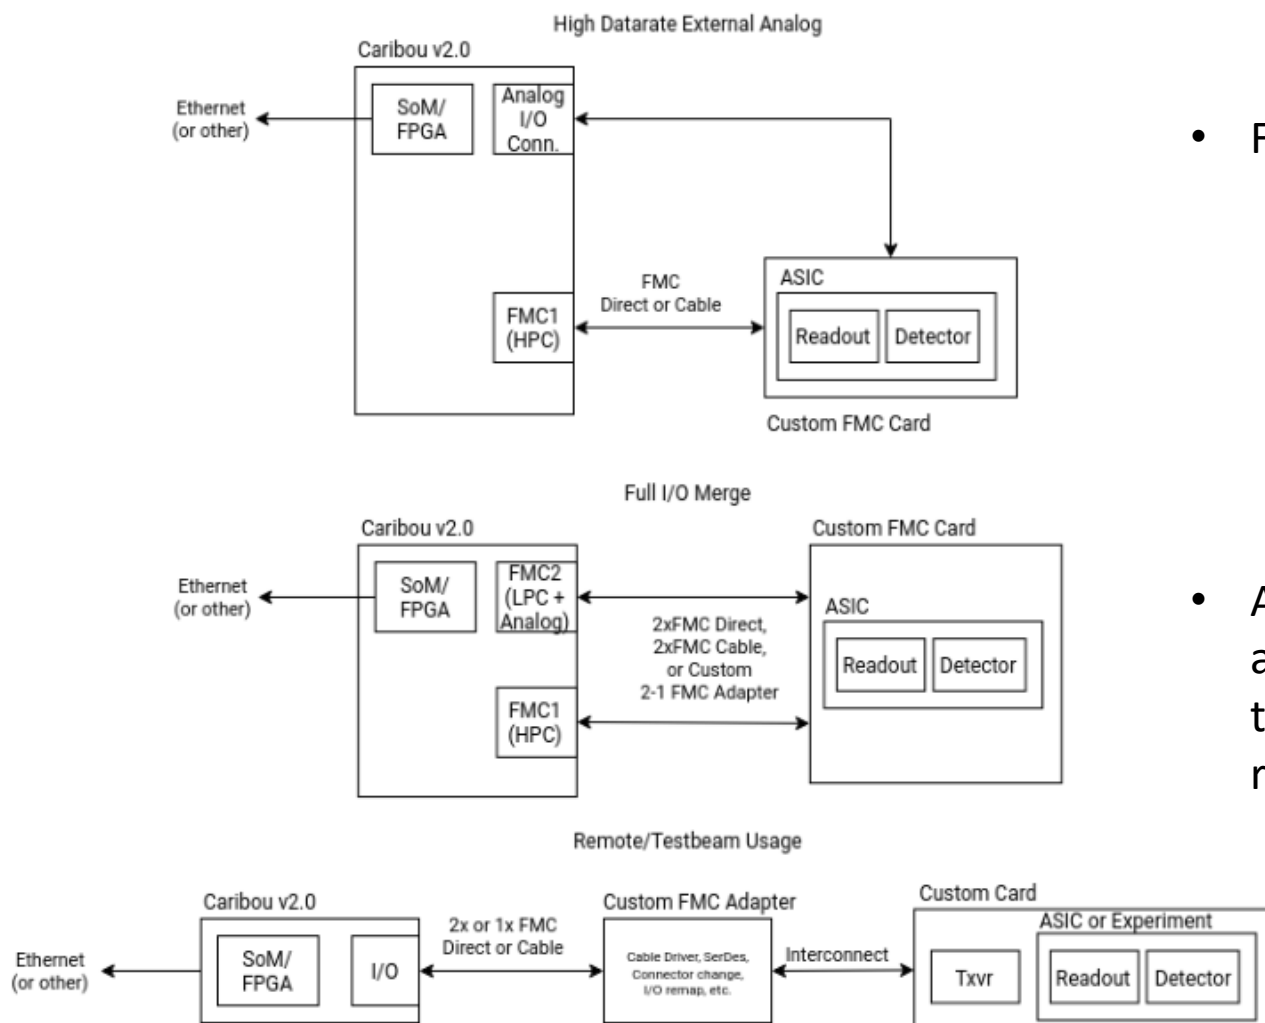 High Datarate External Analog
Caribou v2.0
Ethernet
(or other)
SoM/
FPGA
Analog
I/O
Conn.
FMC
Direct or Cable
FMC1
(HPC)
ASIC
Readout
Detector
Custom FMC Card
• F
Full I/O Merge
Caribou v2.0
Custom FMC Card
Ethernet
(or other)
SoM/
FPGA
FMC2
(LPC +
Analog)
2xFMC Direct,
2xFMC Cable,
or Custom
2-1 FMC Adapter
FMC1
(HPC)
ASIC
Readout
Detector
• A
a
t
r
Remote/Testbeam Usage
Caribou v2.0
Ethernet
(or other)
SoM/
FPGA
I/O
2x or 1x FMC
Direct or Cable
Custom FMC Adapter
Cable Driver, SerDes,
Connector change,
I/O remap, etc.
Interconnect
Custom Card
ASIC or Experiment
Txvr
Readout
Detector